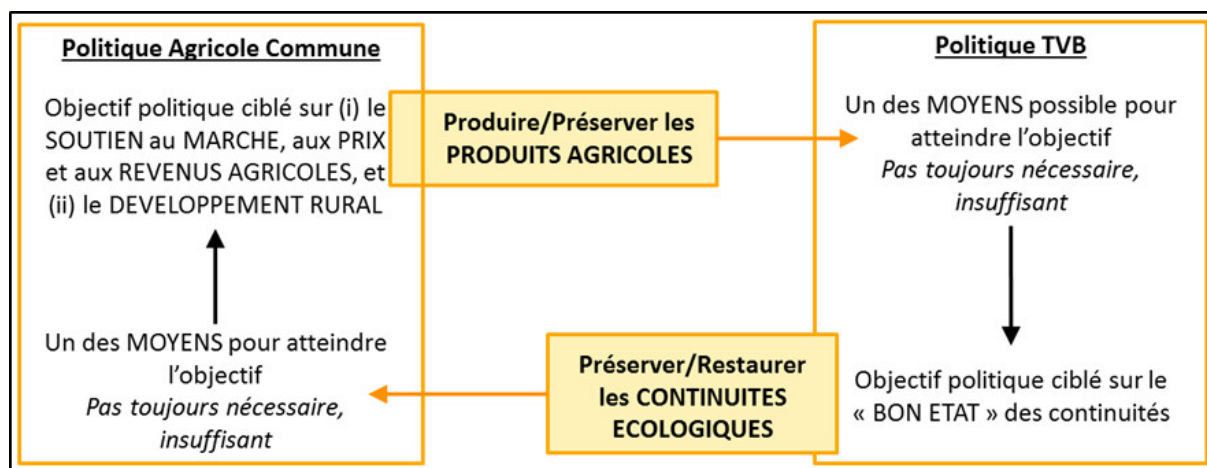 Politique Agricole Commune
Objectif politique ciblé sur (i) le
SOUTIEN au MARCHE, aux PRIX
et aux REVENUS AGRICOLES, et
(ii) le DEVELOPPEMENT RURAL
Un des MOYENS pour atteindre
l’objectif
Pas toujours nécessaire,
insuffisant
Produire/Préserver les
PRODUITS AGRICOLES
Préserver/Restaurer
les CONTINUITES
ECOLOGIQUES
Politique TVB
Un des MOYENS possible pour
atteindre l’objectif
Pas toujours nécessaire,
insuffisant
Objectif politique ciblé sur le
« BON ETAT » des continuités